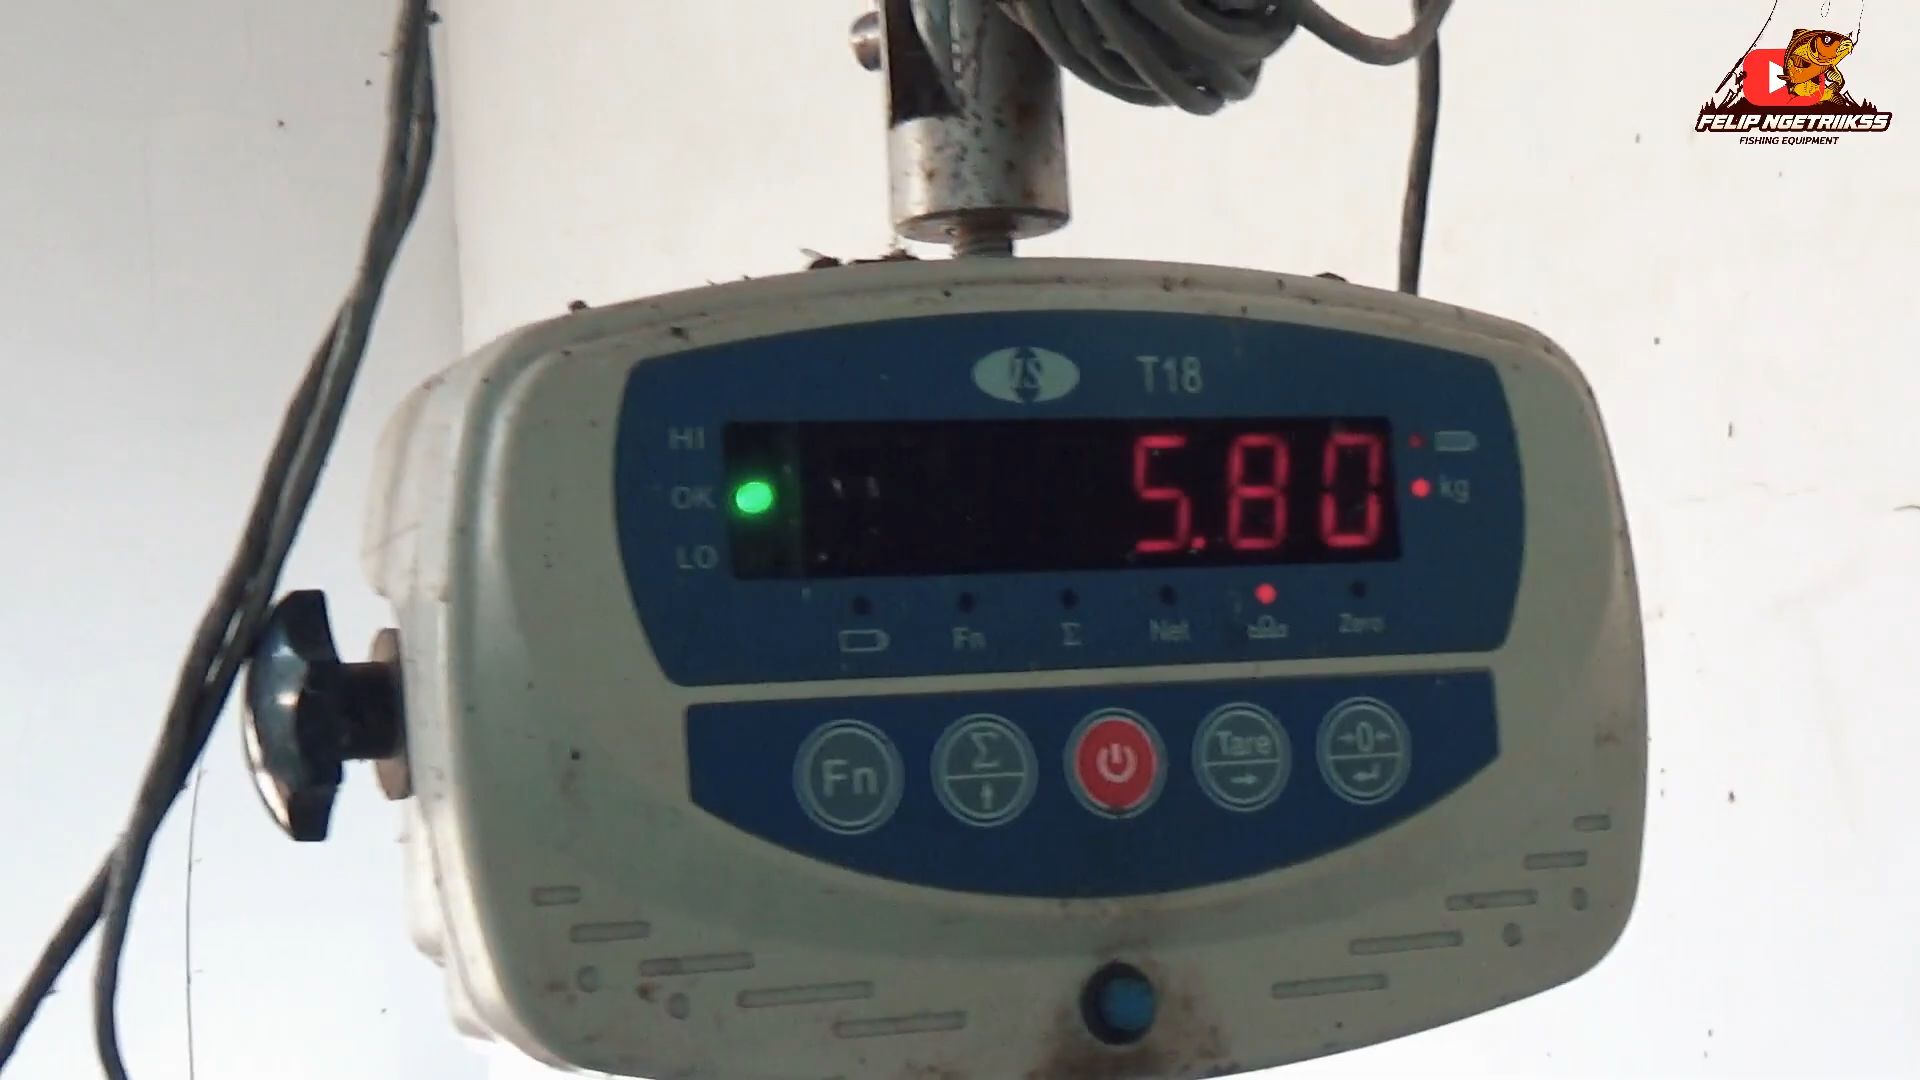 FELIP NGETRIIKSS
FISHING EQUIPMENT
T18
HI
OK
LO
5.80
kg
Fn
Σ
Net
Zero
Fn
Σ
Tare
→0←